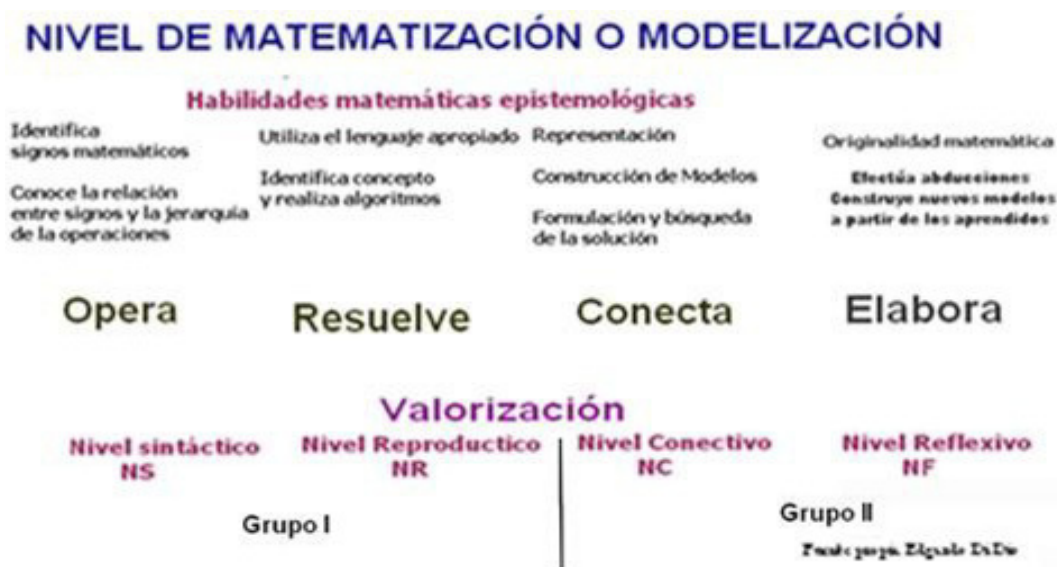 NIVEL DE MATEMATIZACIÓN O MODELIZACIÓN
Habilidades matemáticas epistemológicas
Identifica
signos matemáticos
Conoce la relación
entre signos y la jerarquía
de la operaciones
Utiliza el lenguaje apropiado
Identifica concepto
y realiza algoritmos
Representación
Construcción de Modelos
Formulación y búsqueda
de la solución
Originalidad matemática
Efectúa abducciones
Construye nuevos modelos
a partir de los aprendidos
Opera
Resuelve
Conecta
Elabora
Valorización
Nivel sintáctico
NS
Nivel Reproductico
NR
Nivel Conectivo
NC
Nivel Reflexivo
NF
Grupo I
Grupo II